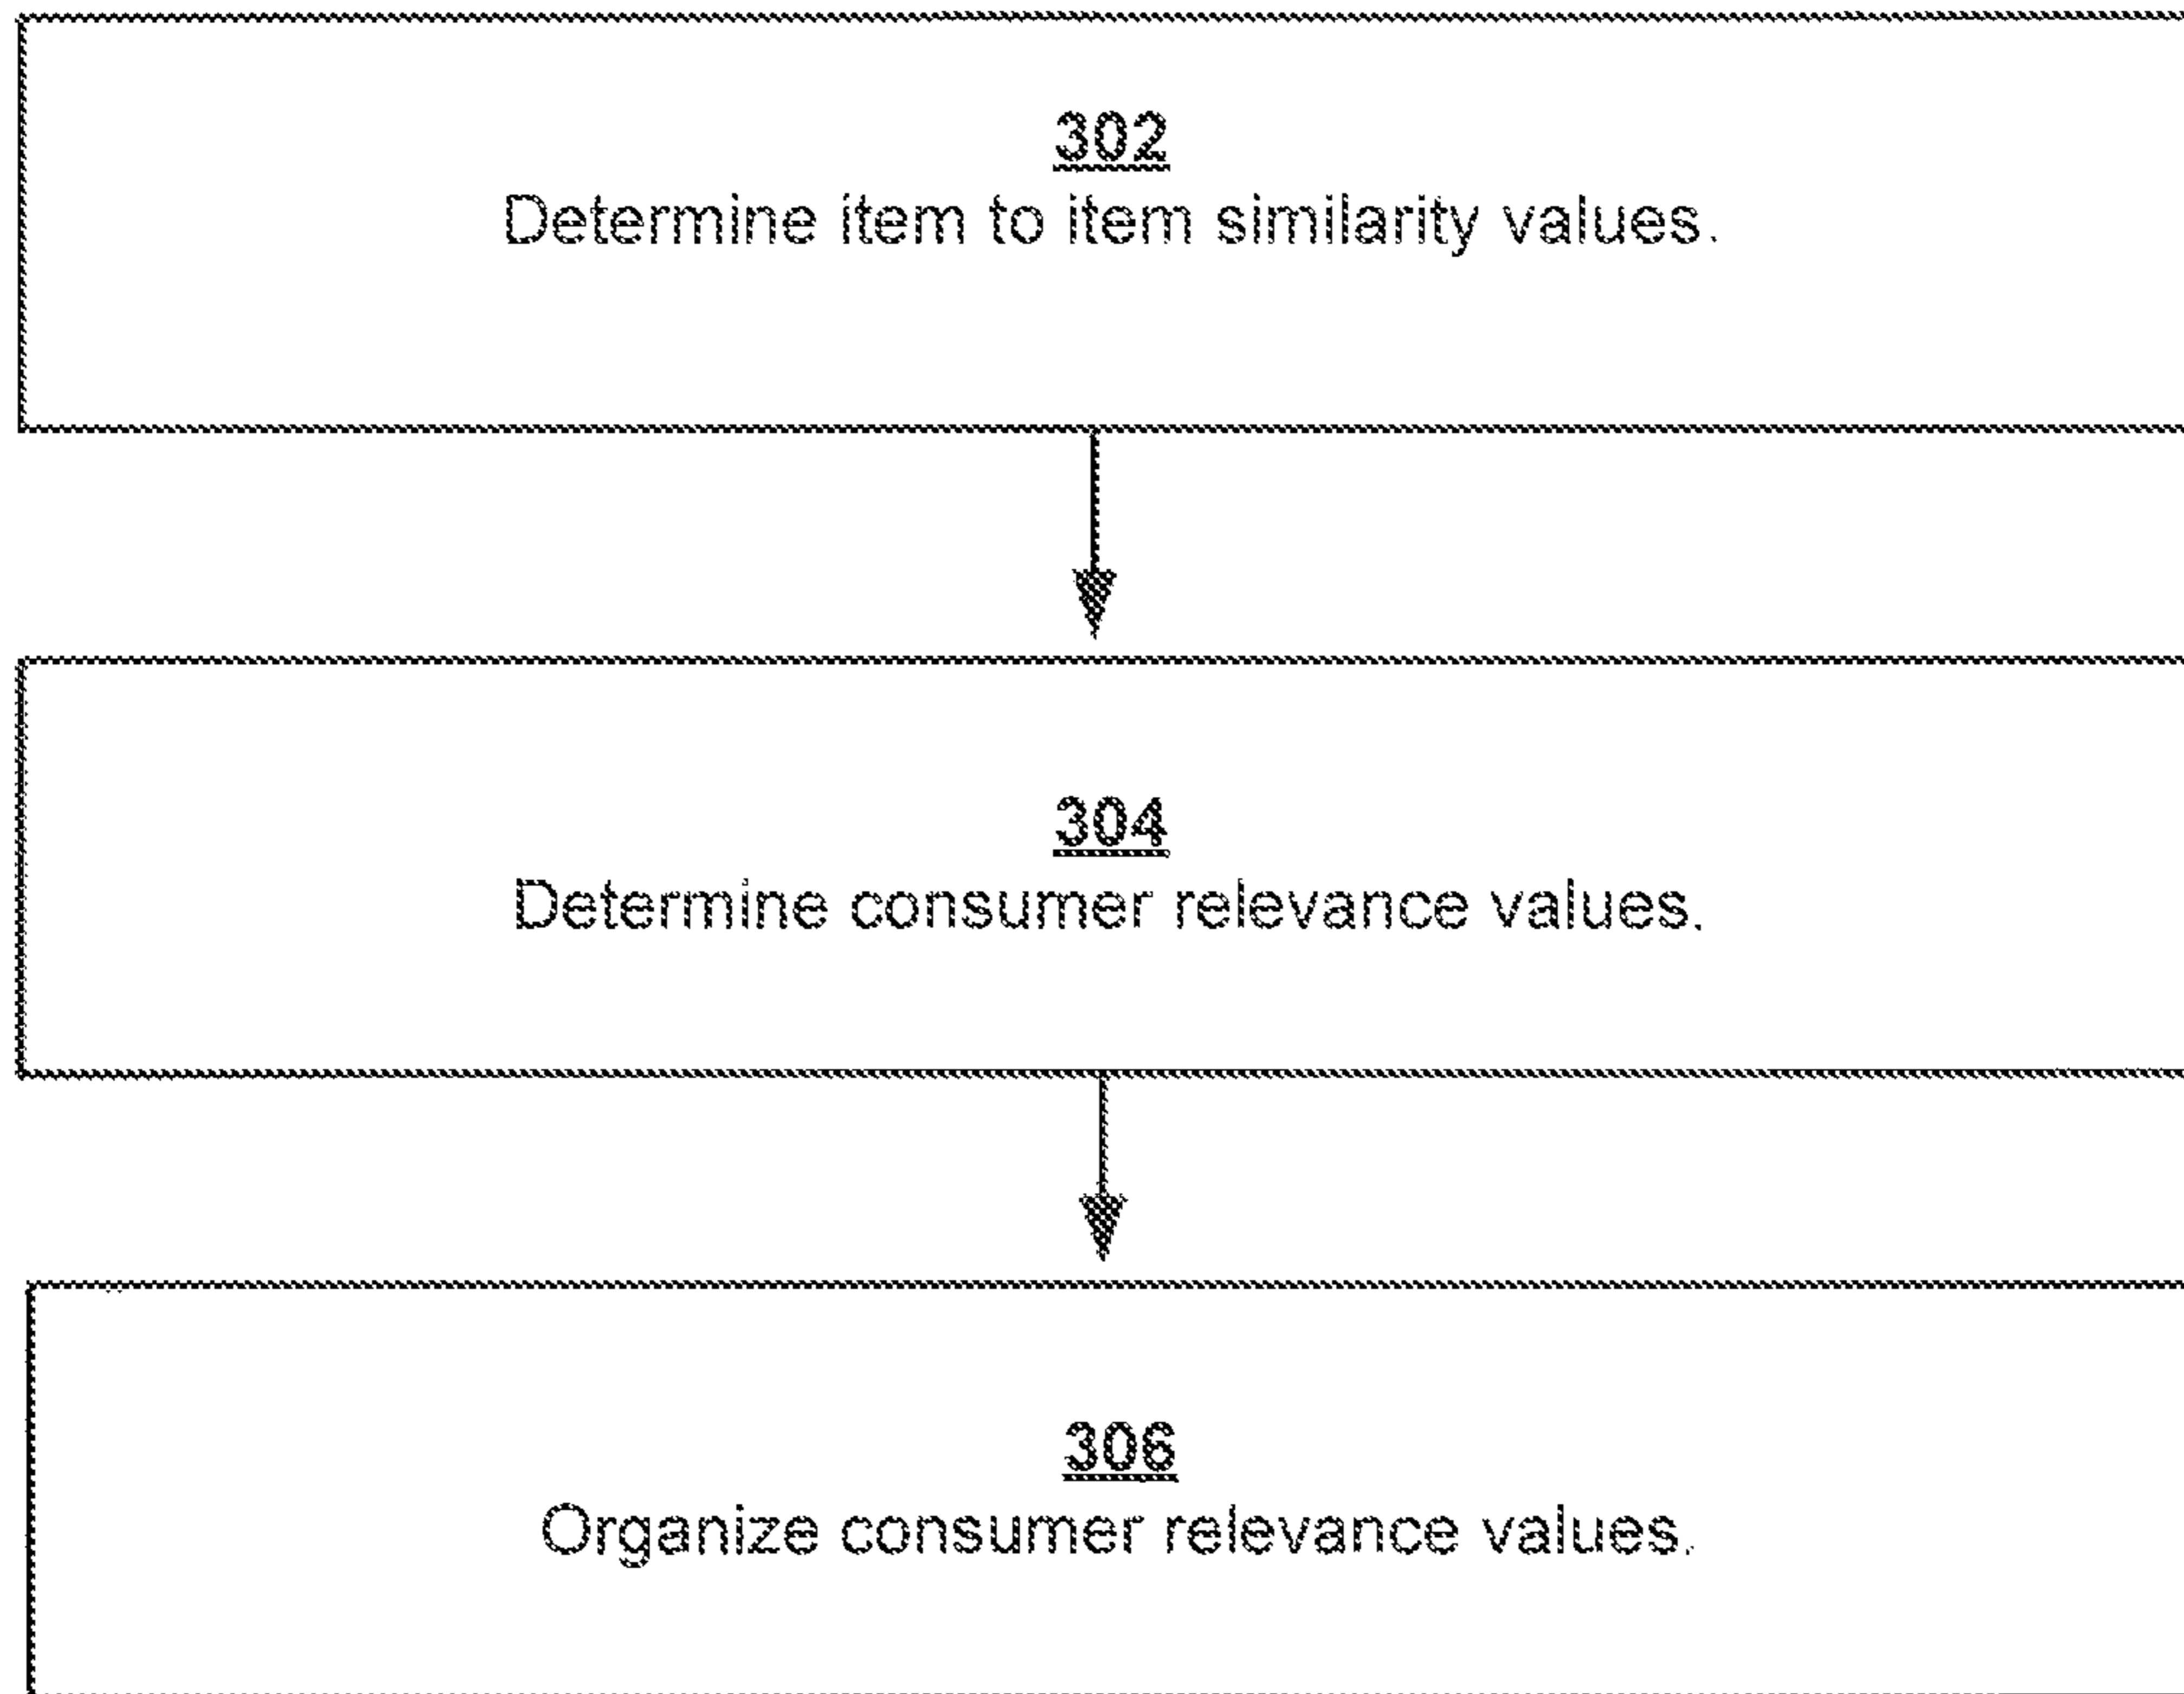 302
Determine item to item similarity values.
304
Determine consumer relevance values.
306
Organize consumer relevance values.